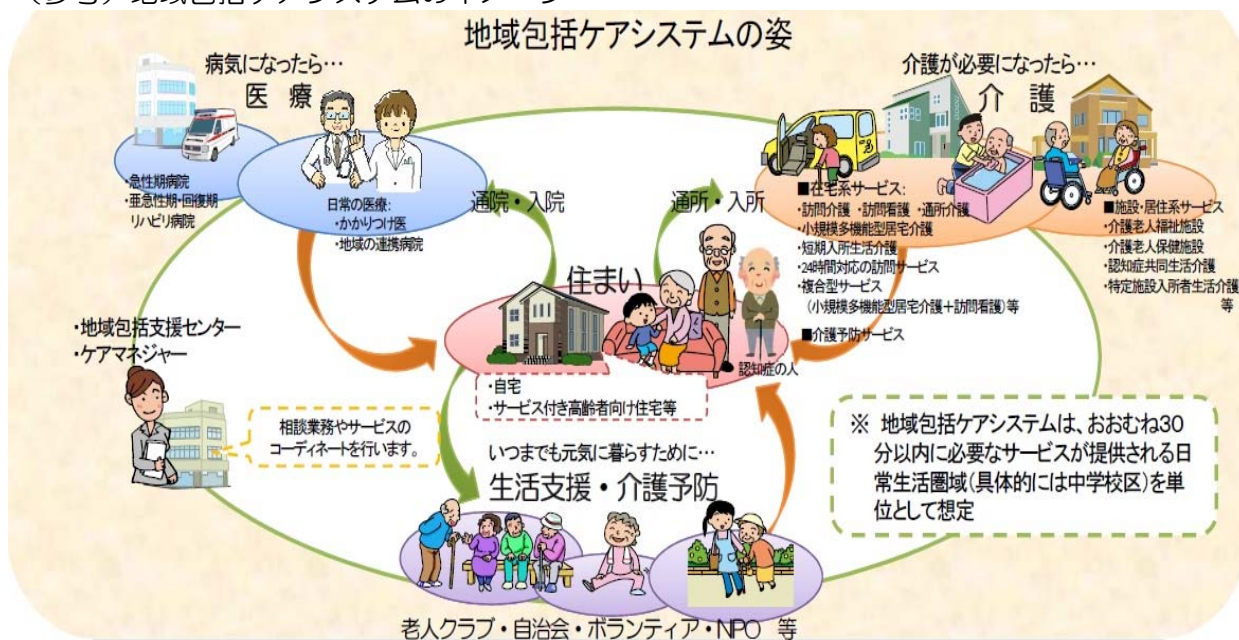 （参考）地域包括ケアシステムのイメージ
地域包括ケアシステムの姿
病気になったら…
医 療
・急性期病院
・亜急性期・回復期
リハビリ病院
日常の医療：
・かかりつけ医
・地域の連携病院
通院・入院
通所・入所
介護が必要になったら…
介 護
■在宅系サービス：
・訪問介護 ・訪問看護 ・通所介護
・小規模多機能型居宅介護
・短期入所生活介護
・24時間対応の訪問サービス
・複合型サービス
（小規模多機能型居宅介護＋訪問看護）等
■介護予防サービス
■施設・居住系サービス
・介護老人福祉施設
・介護老人保健施設
・認知症共同生活介護
・特定施設入所者生活介護
等
住まい
認知症の人
・自宅
・サービス付き高齢者向け住宅等
・地域包括支援センター
・ケアマネジャー
相談業務やサービスの
コーディネートを行います。
いつまでも元気に暮らすために…
生活支援・介護予防
老人クラブ・自治会・ボランティア・NPO 等
※ 地域包括ケアシステムは、おおむね30
分以内に必要なサービスが提供される日
常生活圏域（具体的には中学校区）を単
位として想定